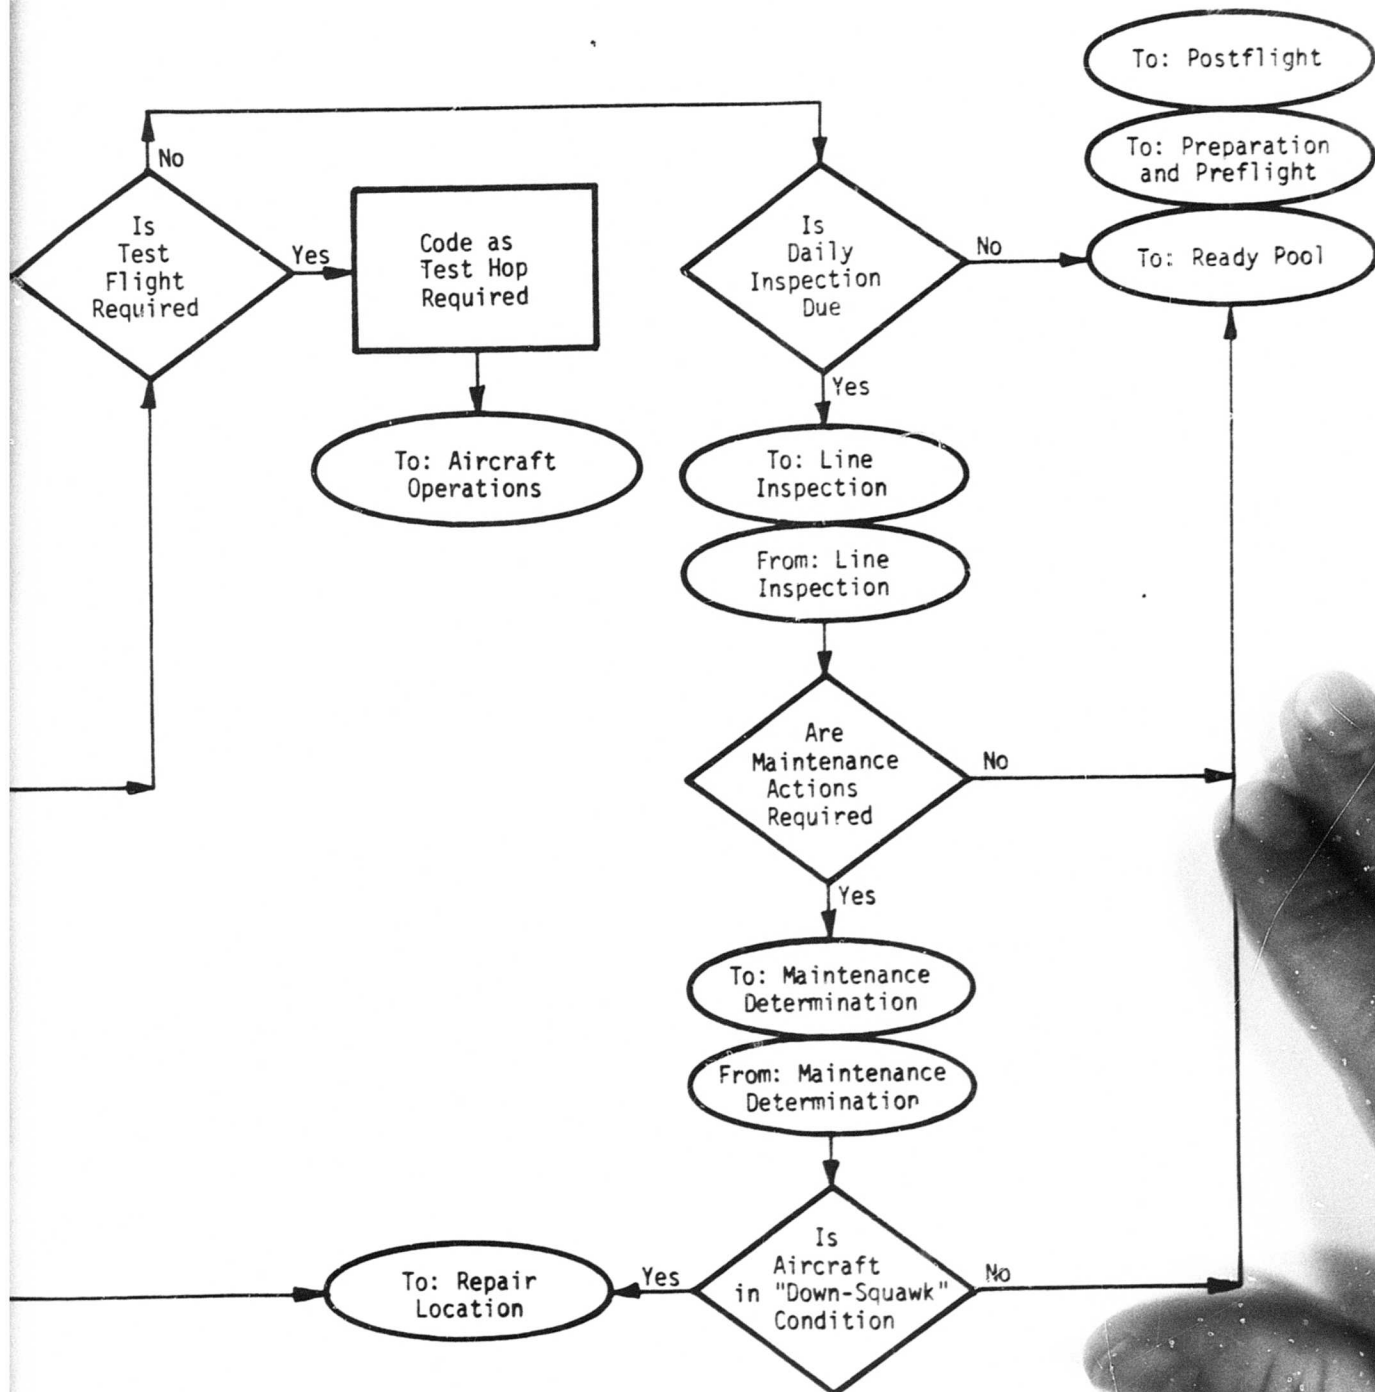 To: Postflight
To: Preparation
and Preflight
To: Ready Pool
No
Is
Test
Flight
Required
Yes
Code as
Test Hop
Required
To: Aircraft
Operations
Is
Daily
Inspection
Due
No
Yes
To: Line
Inspection
From: Line
Inspection
Are
Maintenance
Actions
Required
No
Yes
To: Maintenance
Determination
From: Maintenance
Determination
Is
Aircraft
in "Down-Squawk"
Condition
No
Yes
To: Repair
Location